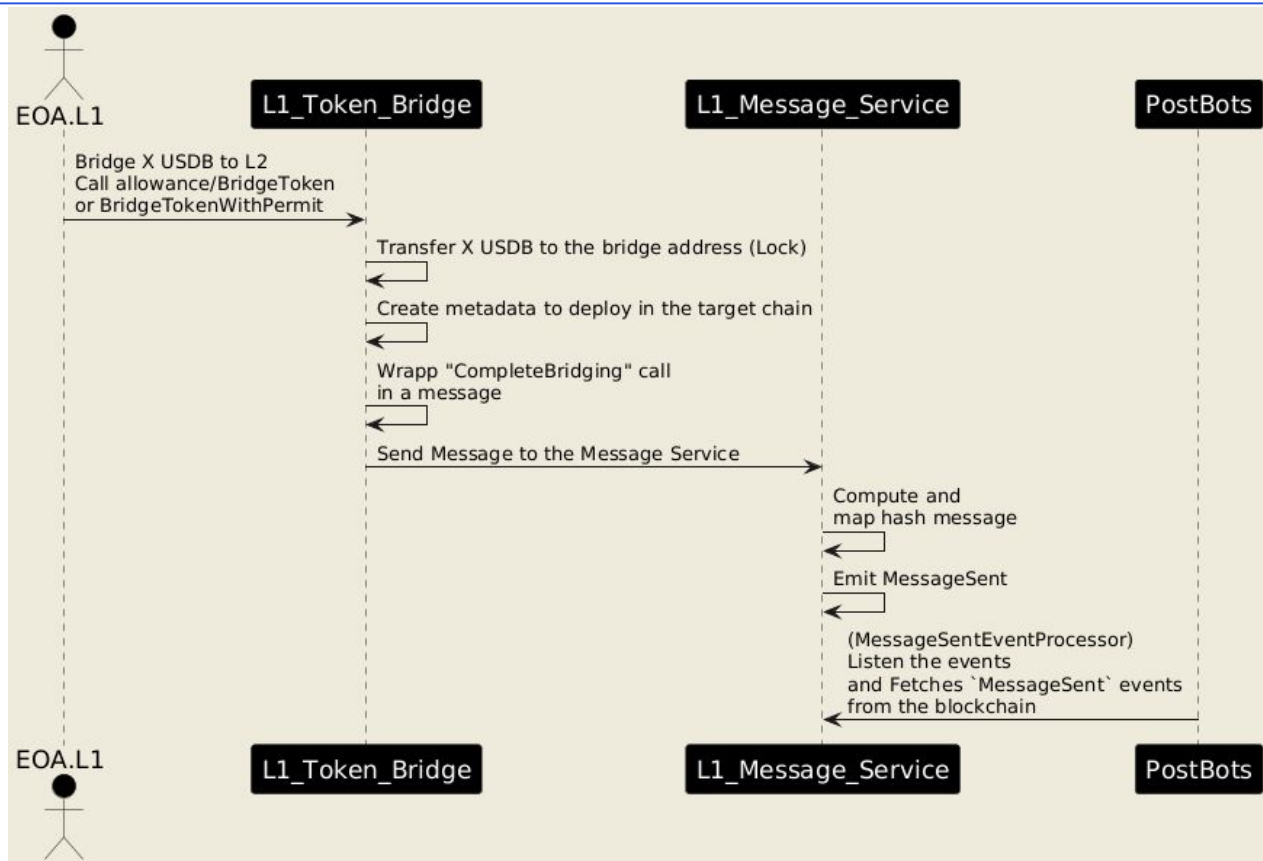 EOA.L1
L1_Token_Bridge
L1_Message_Service
PostBots
Bridge X USDB to L2
Call allowance/BridgeToken
or BridgeTokenWithPermit
Transfer X USDB to the bridge address (Lock)
Create metadata to deploy in the target chain
Wrapp "CompleteBridging" call
in a message
Send Message to the Message Service
Compute and
map hash message
Emit MessageSent
(MessageSentEventProcessor)
Listen the events
and Fetches `MessageSent` events
from the blockchain
EOA.L1
L1_Token_Bridge
L1_Message_Service
PostBots